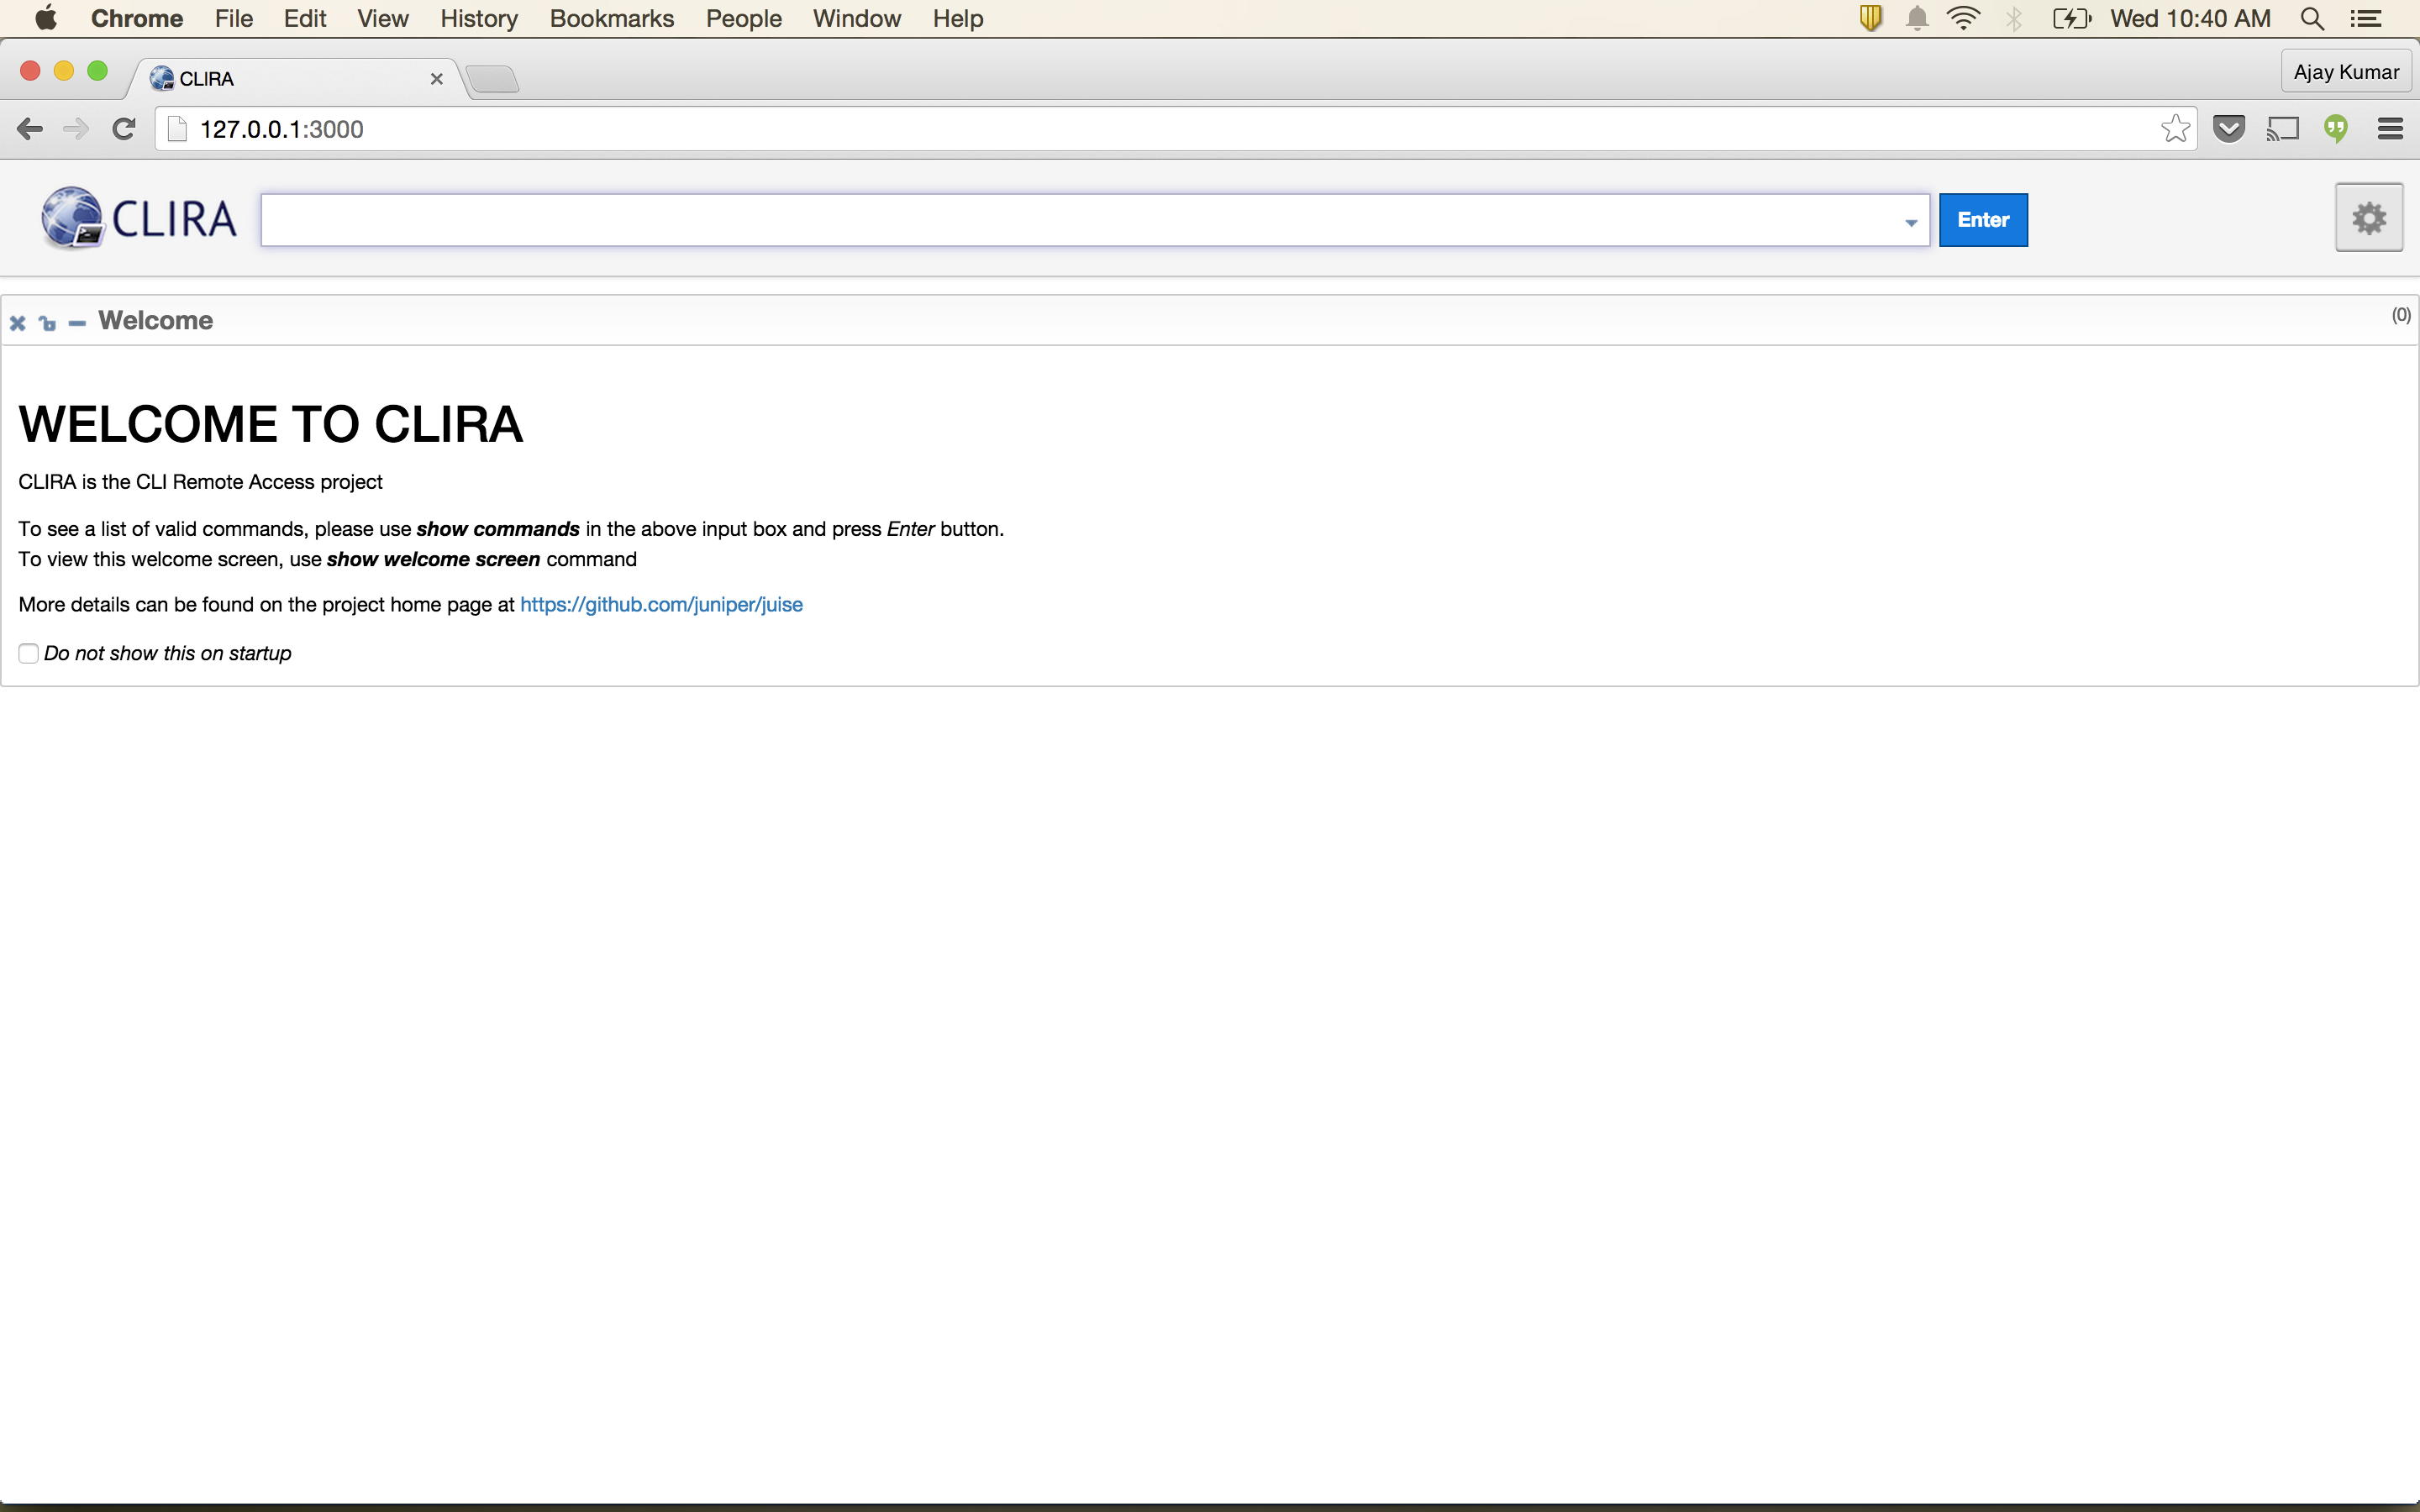 Chrome File Edit View History Bookmarks People Window Help Wed 10:40 AM
CLIRA Ajay Kumar
127.0.0.1:3000
CLIRA Enter
Welcome (0)
WELCOME TO CLIRA
CLIRA is the CLI Remote Access project
To see a list of valid commands, please use show commands in the above input box and press Enter button.
To view this welcome screen, use show welcome screen command
More details can be found on the project home page at https://github.com/juniper/juise
Do not show this on startup